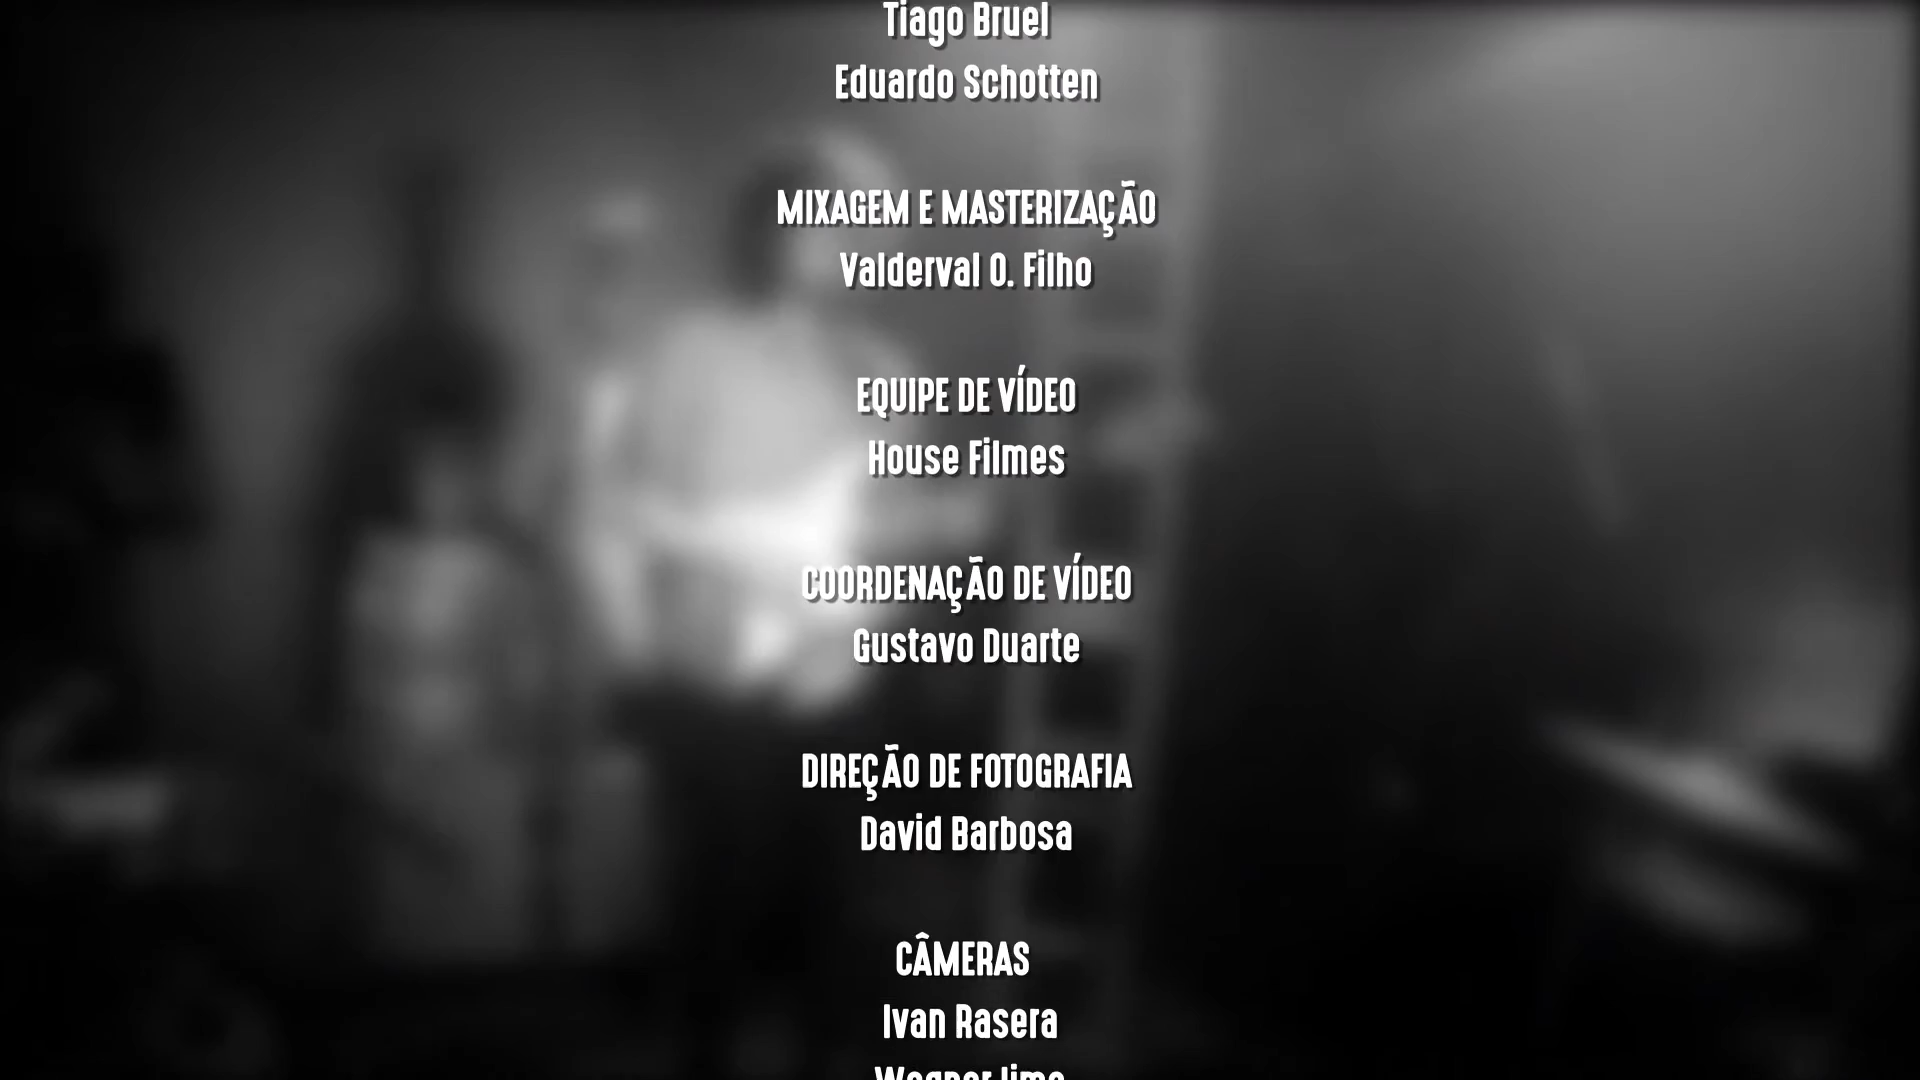 Tiago Bruel
Eduardo Schotten
MIXAGEM E MASTERIZAÇÃO
Valderval O. Filho
EQUIPE DE VÍDEO
House Filmes
COORDENAÇÃO DE VÍDEO
Gustavo Duarte
DIREÇÃO DE FOTOGRAFIA
David Barbosa
CÂMERAS
Ivan Rasera